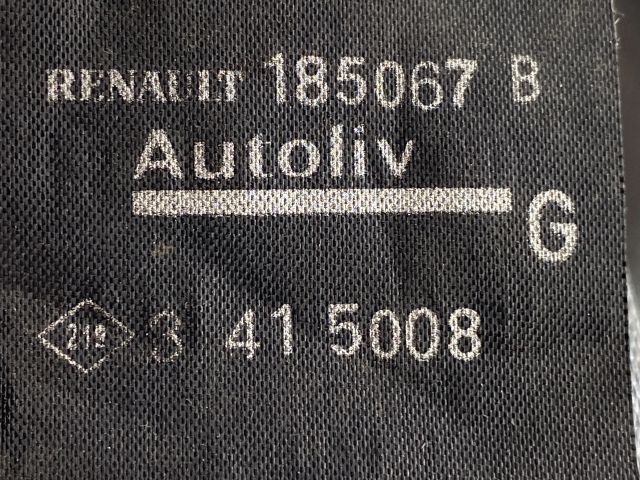 RENAULT 185067 B
Autoliv
G
3 41 5008